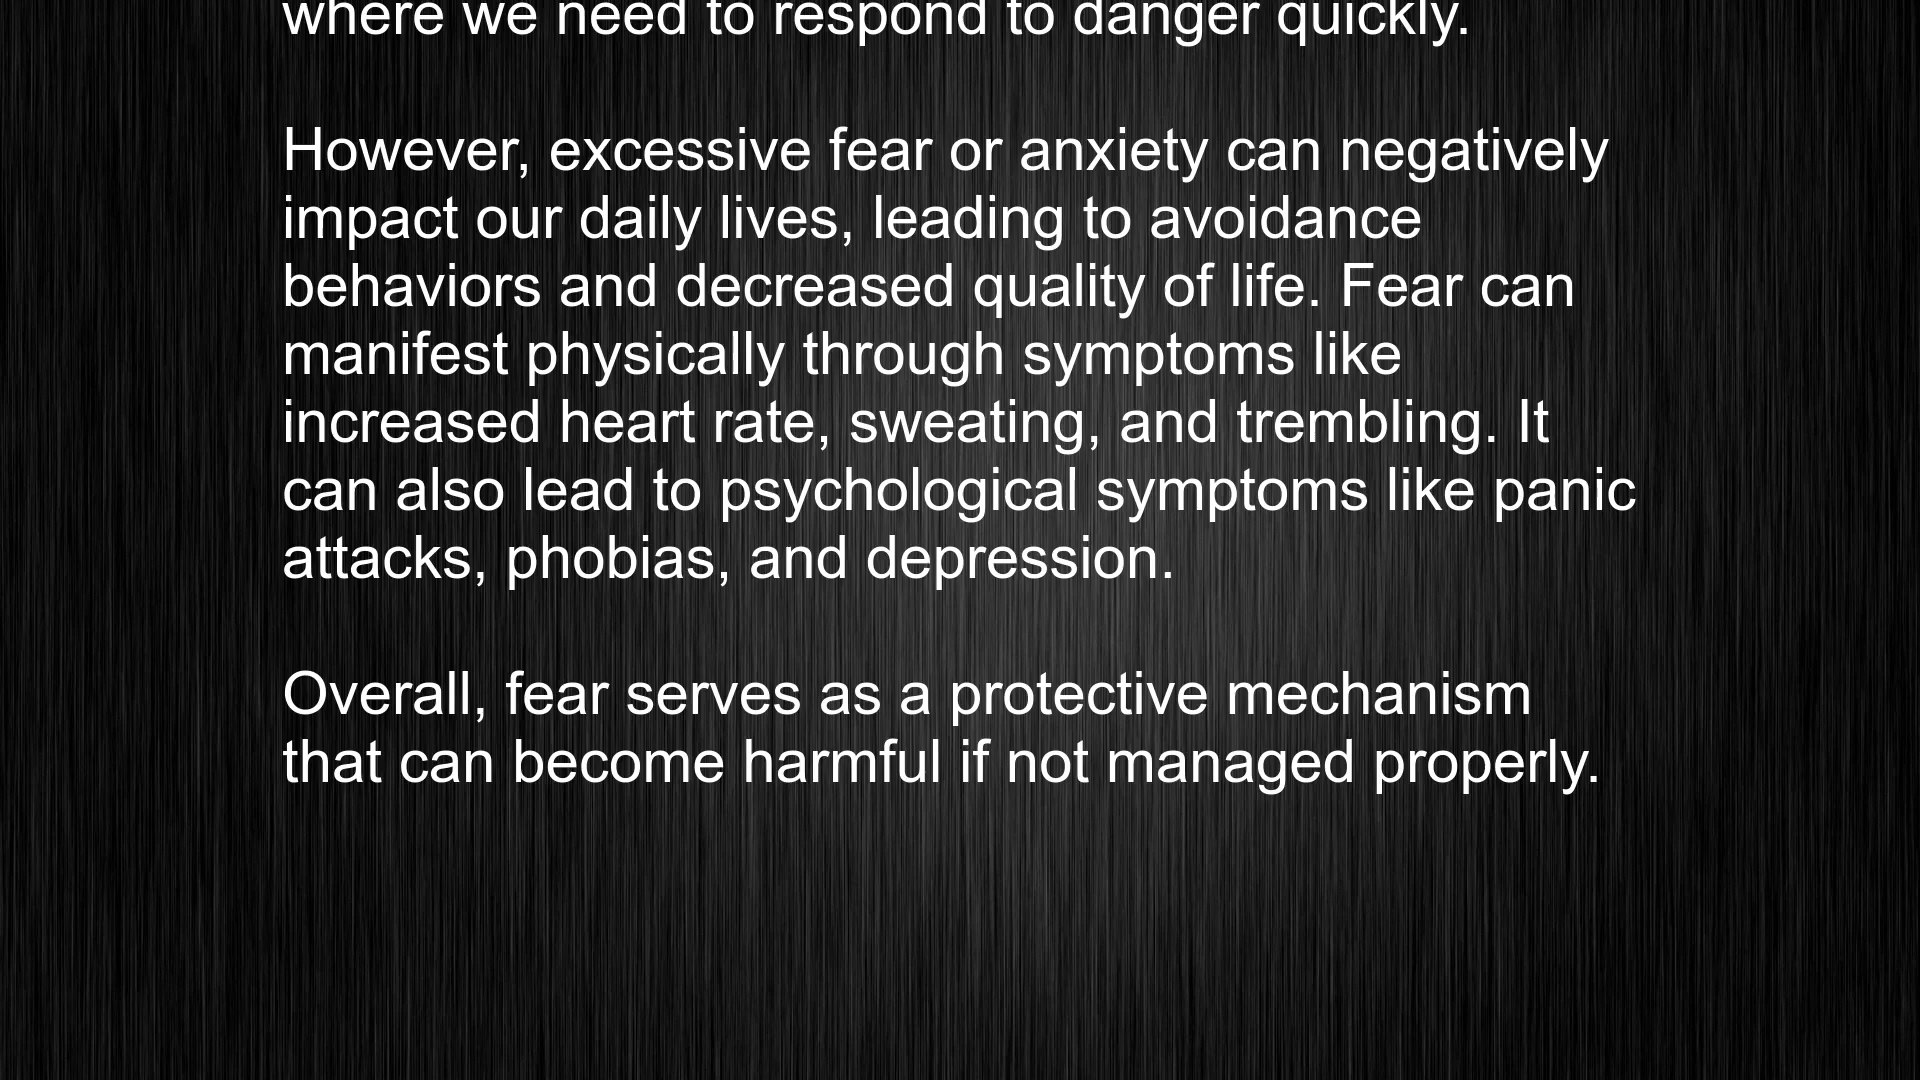 where we need to respond to danger quickly.
However, excessive fear or anxiety can negatively
impact our daily lives, leading to avoidance
behaviors and decreased quality of life. Fear can
manifest physically through symptoms like
increased heart rate, sweating, and trembling. It
can also lead to psychological symptoms like panic
attacks, phobias, and depression.
Overall, fear serves as a protective mechanism
that can become harmful if not managed properly.